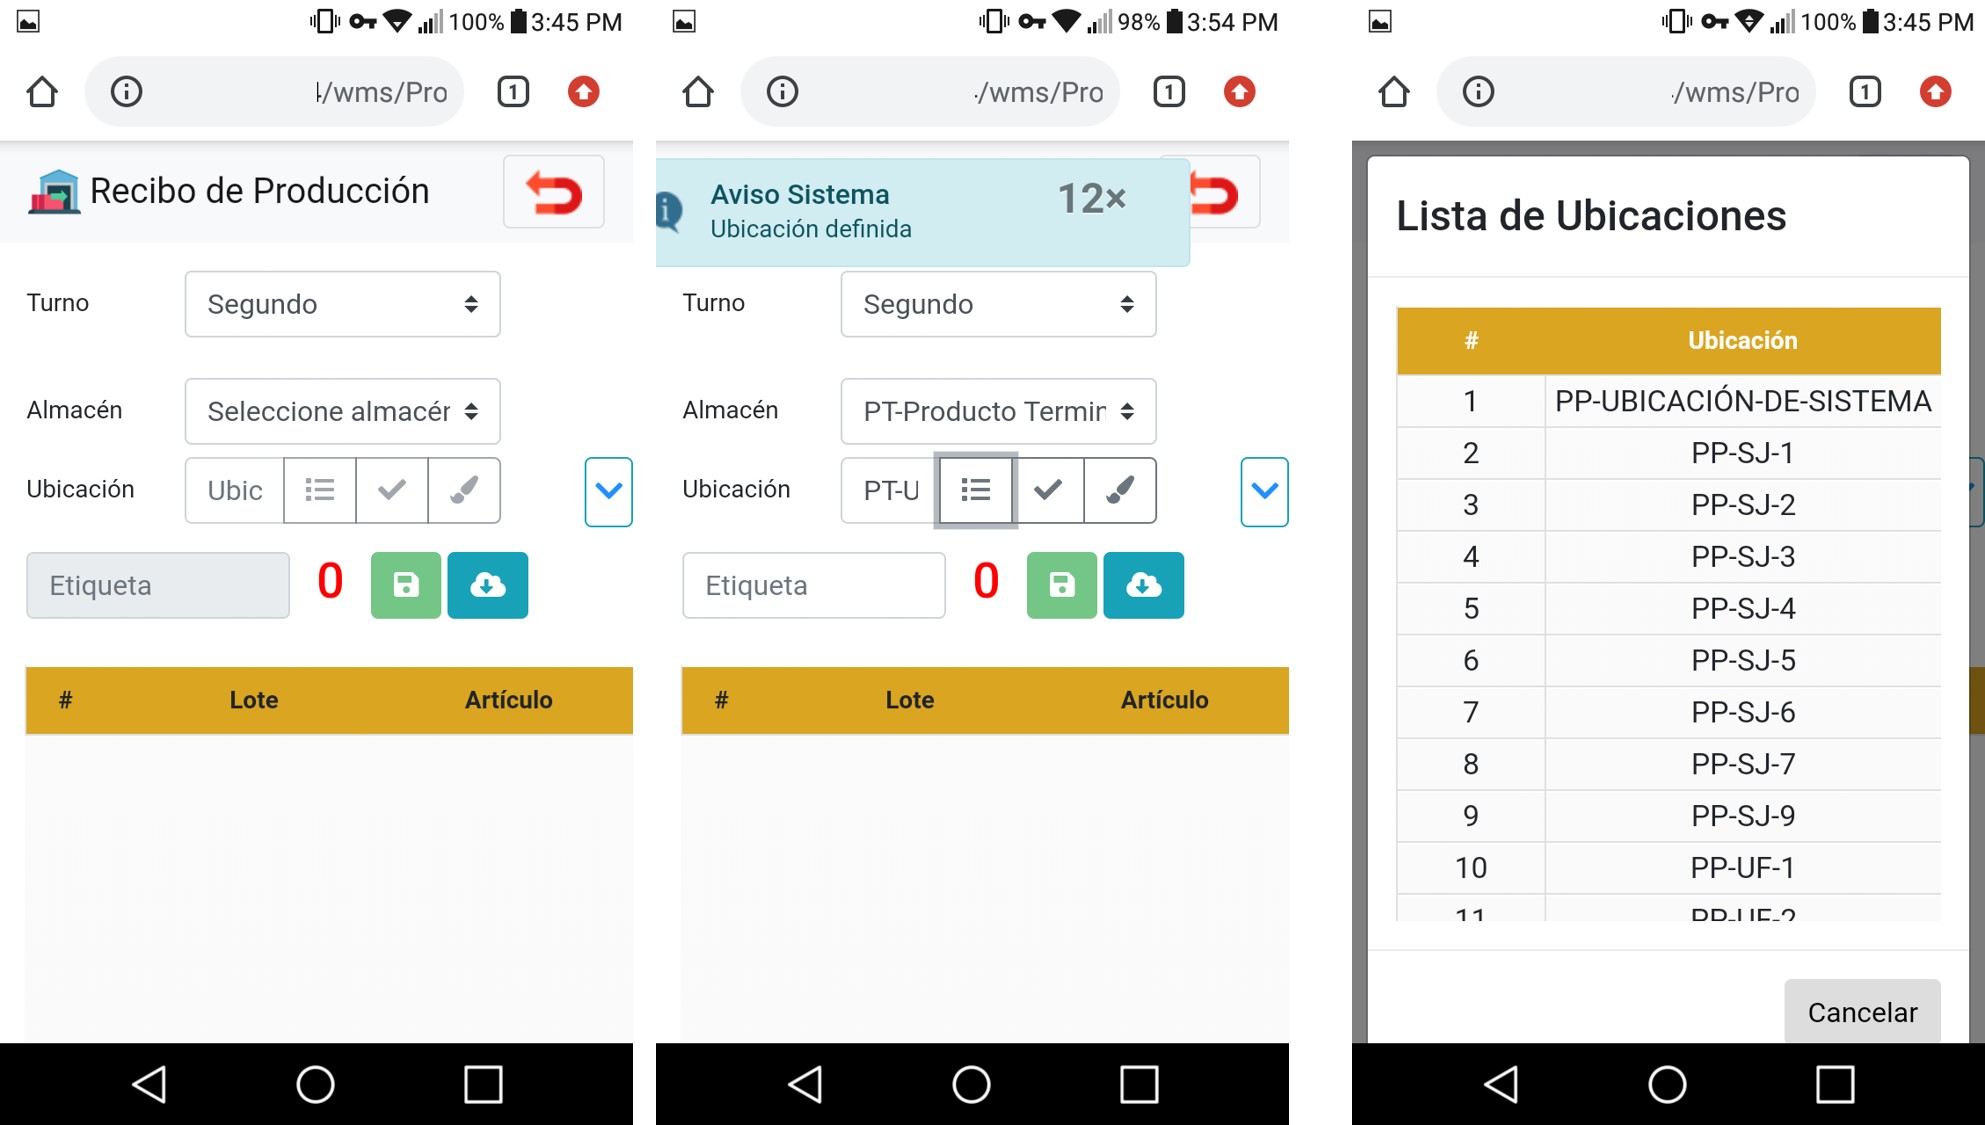 100% 3:45 PM
/wms/Pro
1
Recibo de Producción
Turno
Segundo
Almacén
Seleccione almacér
Ubicación
Ubic
Etiqueta
0
# Lote Artículo
98% 3:54 PM
/wms/Pro
1
Aviso Sistema
12×
Ubicación definida
Turno
Segundo
Almacén
PT-Producto Termin
Ubicación
PT-U
Etiqueta
0
# Lote Artículo
100% 3:45 PM
/wms/Pro
1
Lista de Ubicaciones
# Ubicación
1 PP-UBICACIÓN-DE-SISTEMA
2 PP-SJ-1
3 PP-SJ-2
4 PP-SJ-3
5 PP-SJ-4
6 PP-SJ-5
7 PP-SJ-6
8 PP-SJ-7
9 PP-SJ-9
10 PP-UF-1
11 PP-UF-2
Cancelar